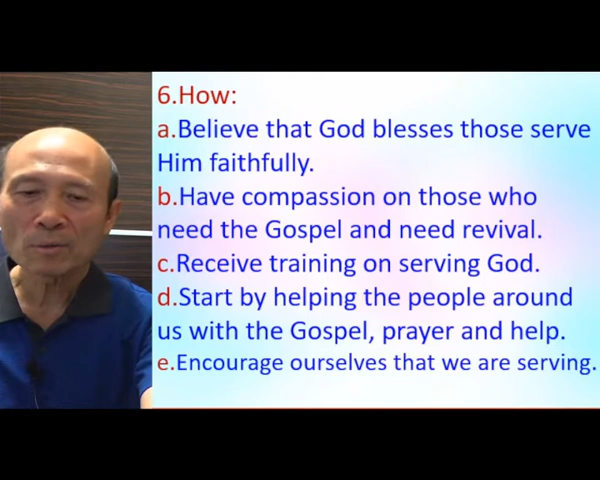 6.How:
a.Believe that God blesses those serve
Him faithfully.
b.Have compassion on those who
need the Gospel and need revival.
c.Receive training on serving God.
d.Start by helping the people around
us with the Gospel, prayer and help.
e.Encourage ourselves that we are serving.